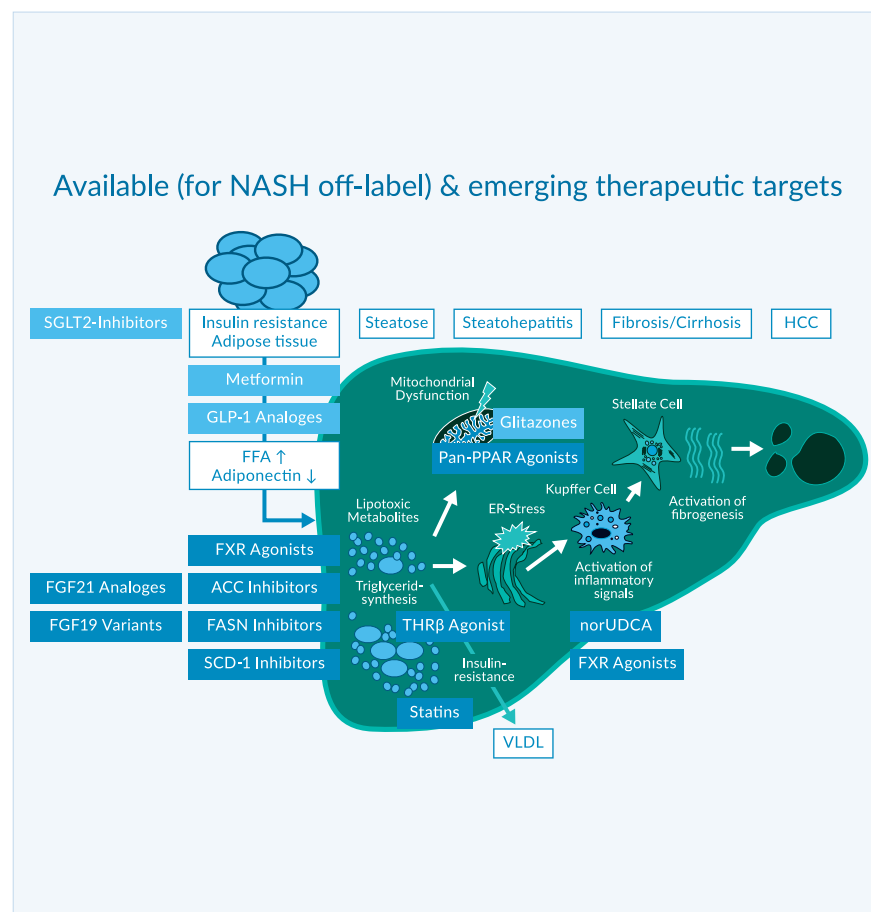 Available (for NASH off-label) & emerging therapeutic targets
SGLT2-Inhibitors
Insulin resistance
Adipose tissue
Steatose
Steatohepatitis
Fibrosis/Cirrhosis
HCC
Metformin
GLP-1 Analoges
FFA ↑
Adiponectin ↓
Mitochondrial
Dysfunction
Glitazones
Pan-PPAR Agonists
Stellate Cell
Activation of
fibrogenesis
Kupffer Cell
Activation of
inflammatory
signals
ER-Stress
Lipotoxic
Metabolites
Triglycerid-
synthesis
FXR Agonists
FGF21 Analoges
ACC Inhibitors
FGF19 Variants
FASN Inhibitors
SCD-1 Inhibitors
THRβ Agonist
norUDCA
FXR Agonists
Insulin-
resistance
Statins
VLDL